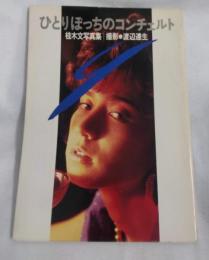 ひとりぼっちのコンチェルト
桂木文写真集 撮影●渡辺達生